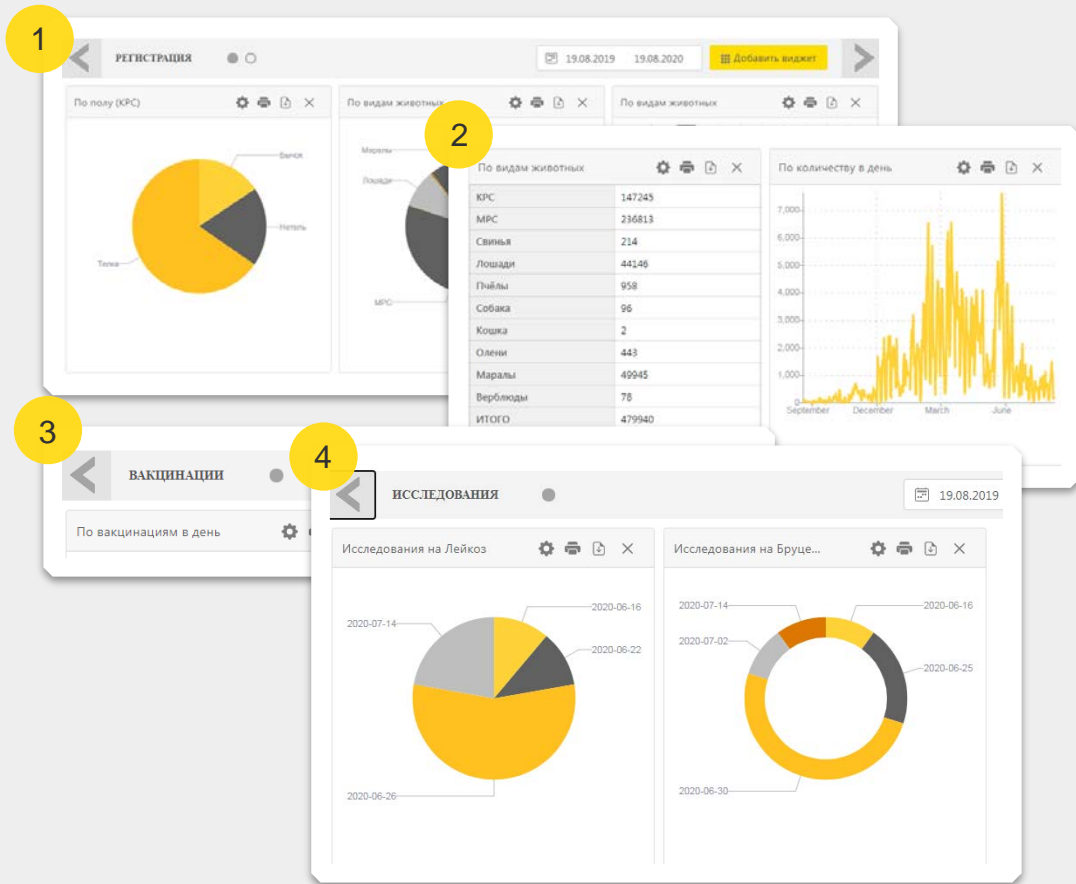 1
РЕГИСТРАЦИЯ
19.08.2019 19.08.2020
Добавить виджет
По полу (КРС)
По видам животных
По видам животных
Бычок
Нетель
Телка
Маралы
Лошади
МРС
2
По видам животных
КРС 147245
МРС 236813
Свинья 214
Лошади 44146
Пчёлы 958
Собака 96
Кошка 2
Олени 443
Маралы 49945
Верблюды 78
ИТОГО 479940
По количеству в день
7,000
6,000
5,000
4,000
3,000
2,000
1,000
0
September December March June
3
ВАКЦИНАЦИИ
По вакцинациям в день
4
ИССЛЕДОВАНИЯ
19.08.2019
Исследования на Лейкоз
2020-06-16
2020-07-14
2020-06-22
2020-06-26
Исследования на Бруце...
2020-07-14
2020-06-16
2020-07-02
2020-06-25
2020-06-30